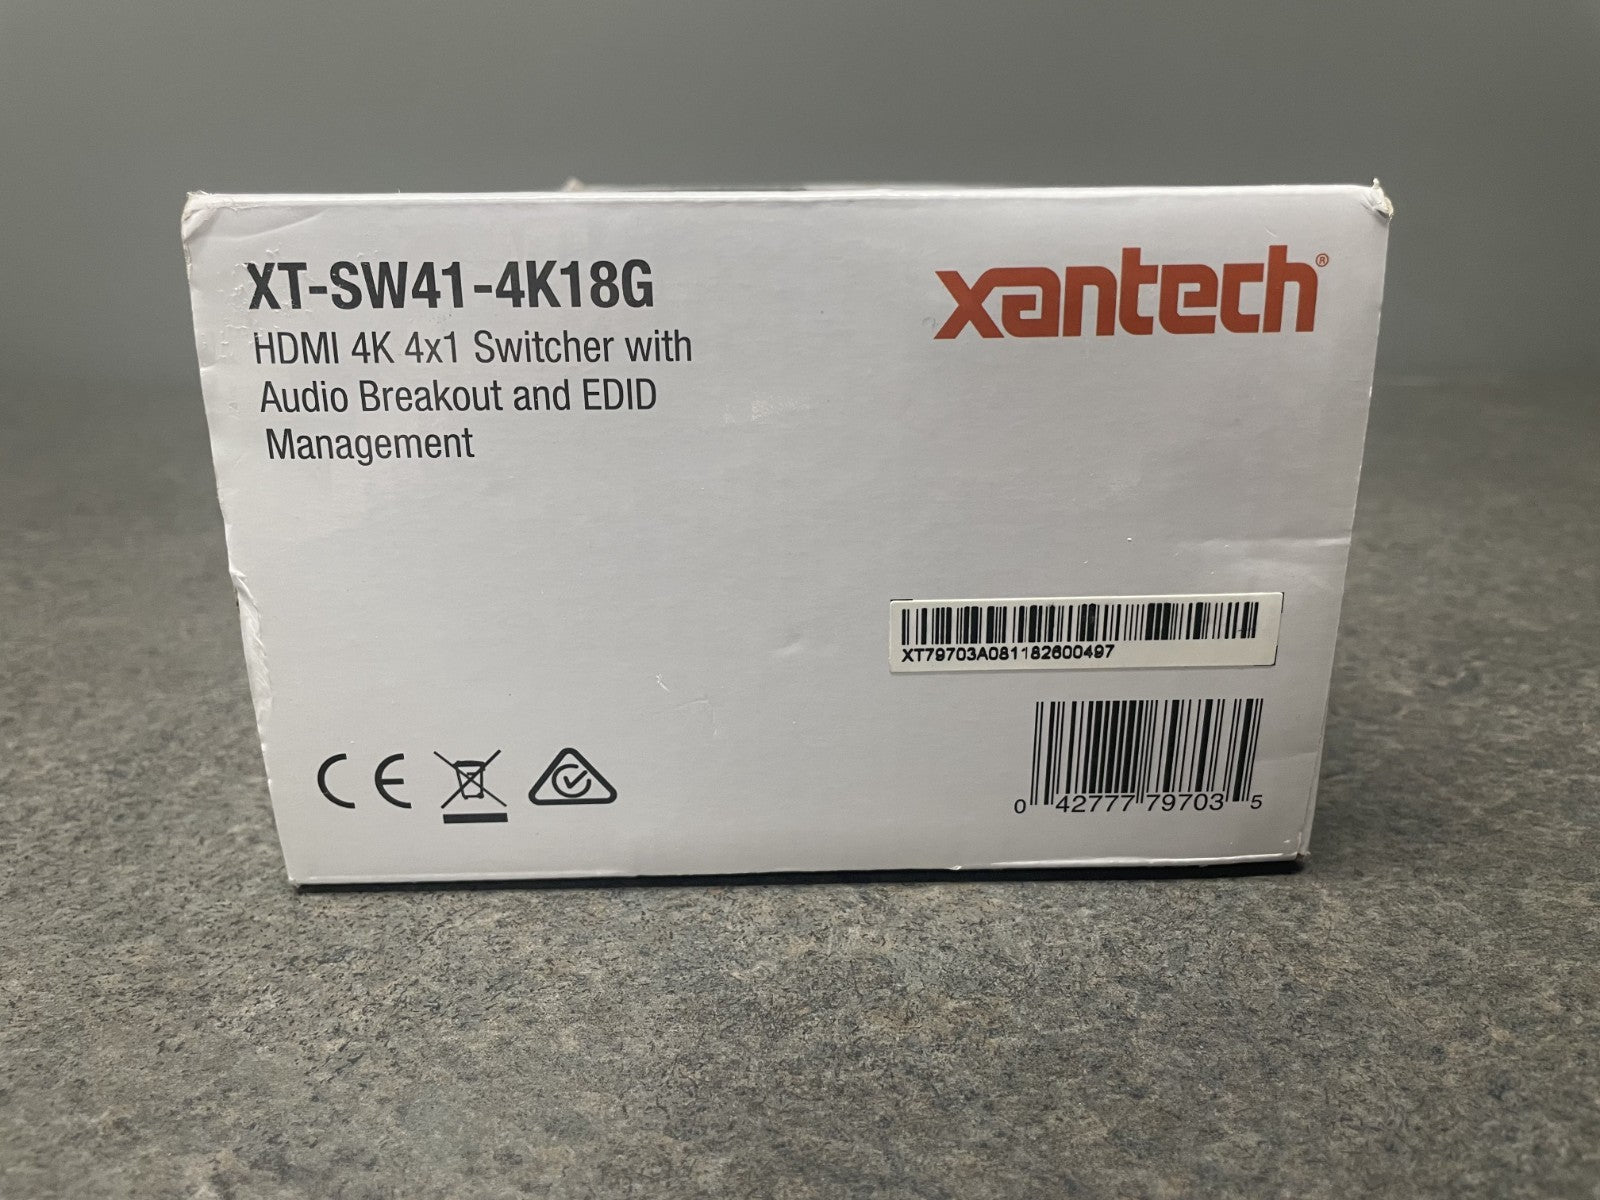 XT-SW41-4K18G
HDMI 4K 4x1 Switcher with
Audio Breakout and EDID
Management
xantech®
XT79703A081182600497
0 42777 79703 5
CE